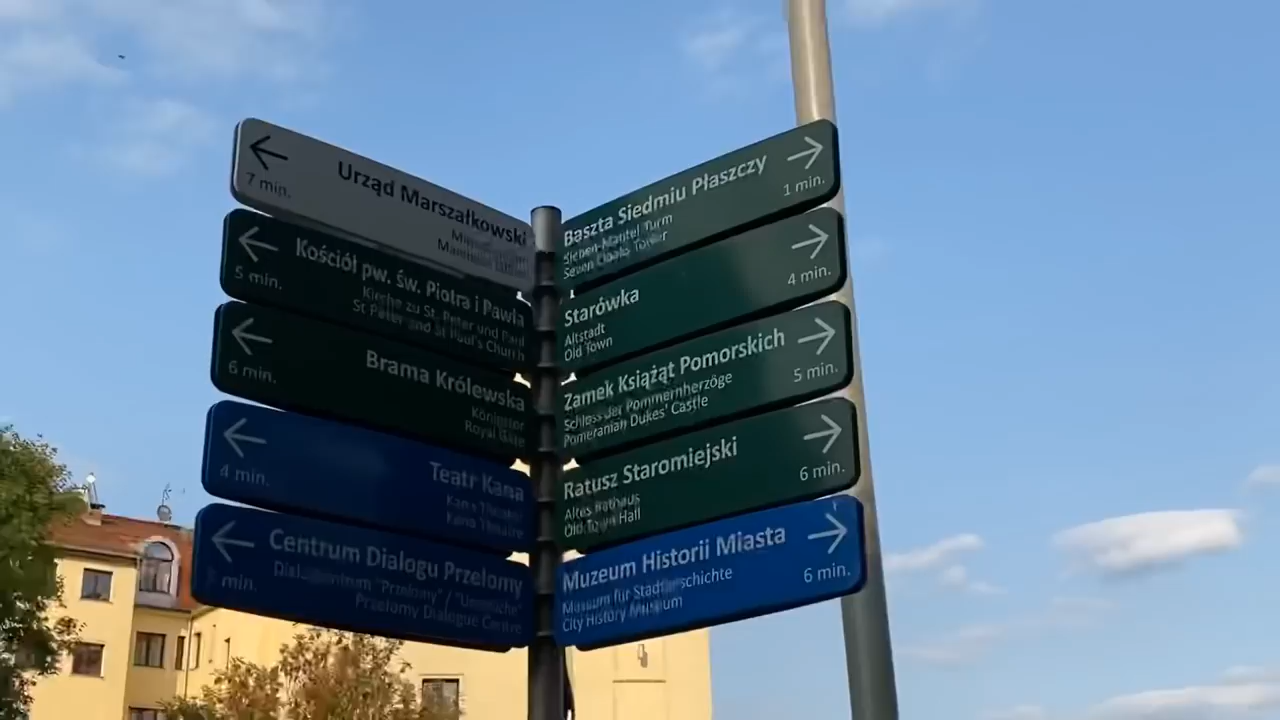 7 min.
Urząd Marszałkowski
5 min.
Kościół pw. św. Piotra i Pawła
Kirche zu St. Peter und Paul
St Peter and St Paul's Church
6 min.
Brama Królewska
Königstor
Royal Gate
4 min.
Teatr Kana
Kana Theater
Kana Theatre
min.
Centrum Dialogu Przełomy
Dialogzentrum "Przełomy" / "Umbrüche"
Przełomy Dialogue Centre
Baszta Siedmiu Płaszczy
Sieben-Mäntel Turm
Seven Cloaks Tower
1 min.
Starówka
Altstadt
Old Town
4 min.
Zamek Książąt Pomorskich
Schloss der Pommernherzöge
Pomeranian Dukes' Castle
5 min.
Ratusz Staromiejski
Altes Rathaus
Old Town Hall
6 min.
Muzeum Historii Miasta
Museum für Stadtgeschichte
City History Museum
6 min.